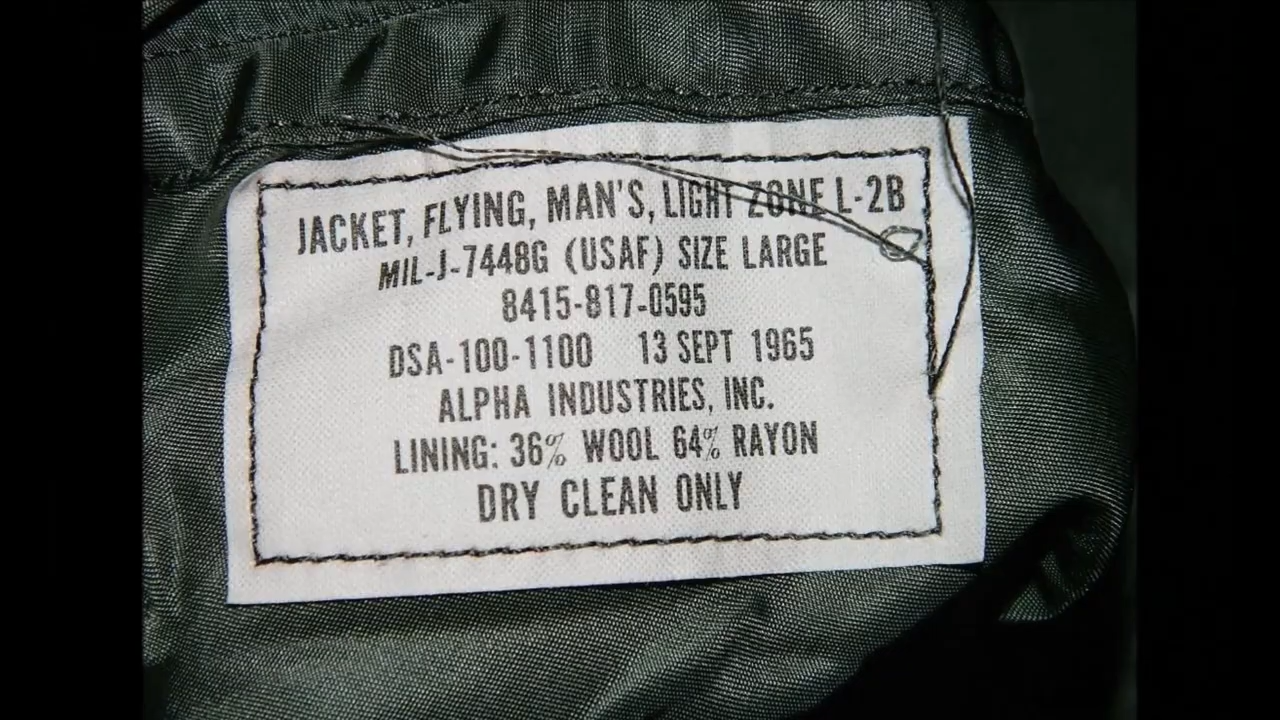 JACKET, FLYING, MAN'S, LIGHT ZONE L-2B
MIL-J-7448G (USAF) SIZE LARGE
8415-817-0595
DSA-100-1100 13 SEPT 1965
ALPHA INDUSTRIES, INC.
LINING: 36% WOOL 64% RAYON
DRY CLEAN ONLY